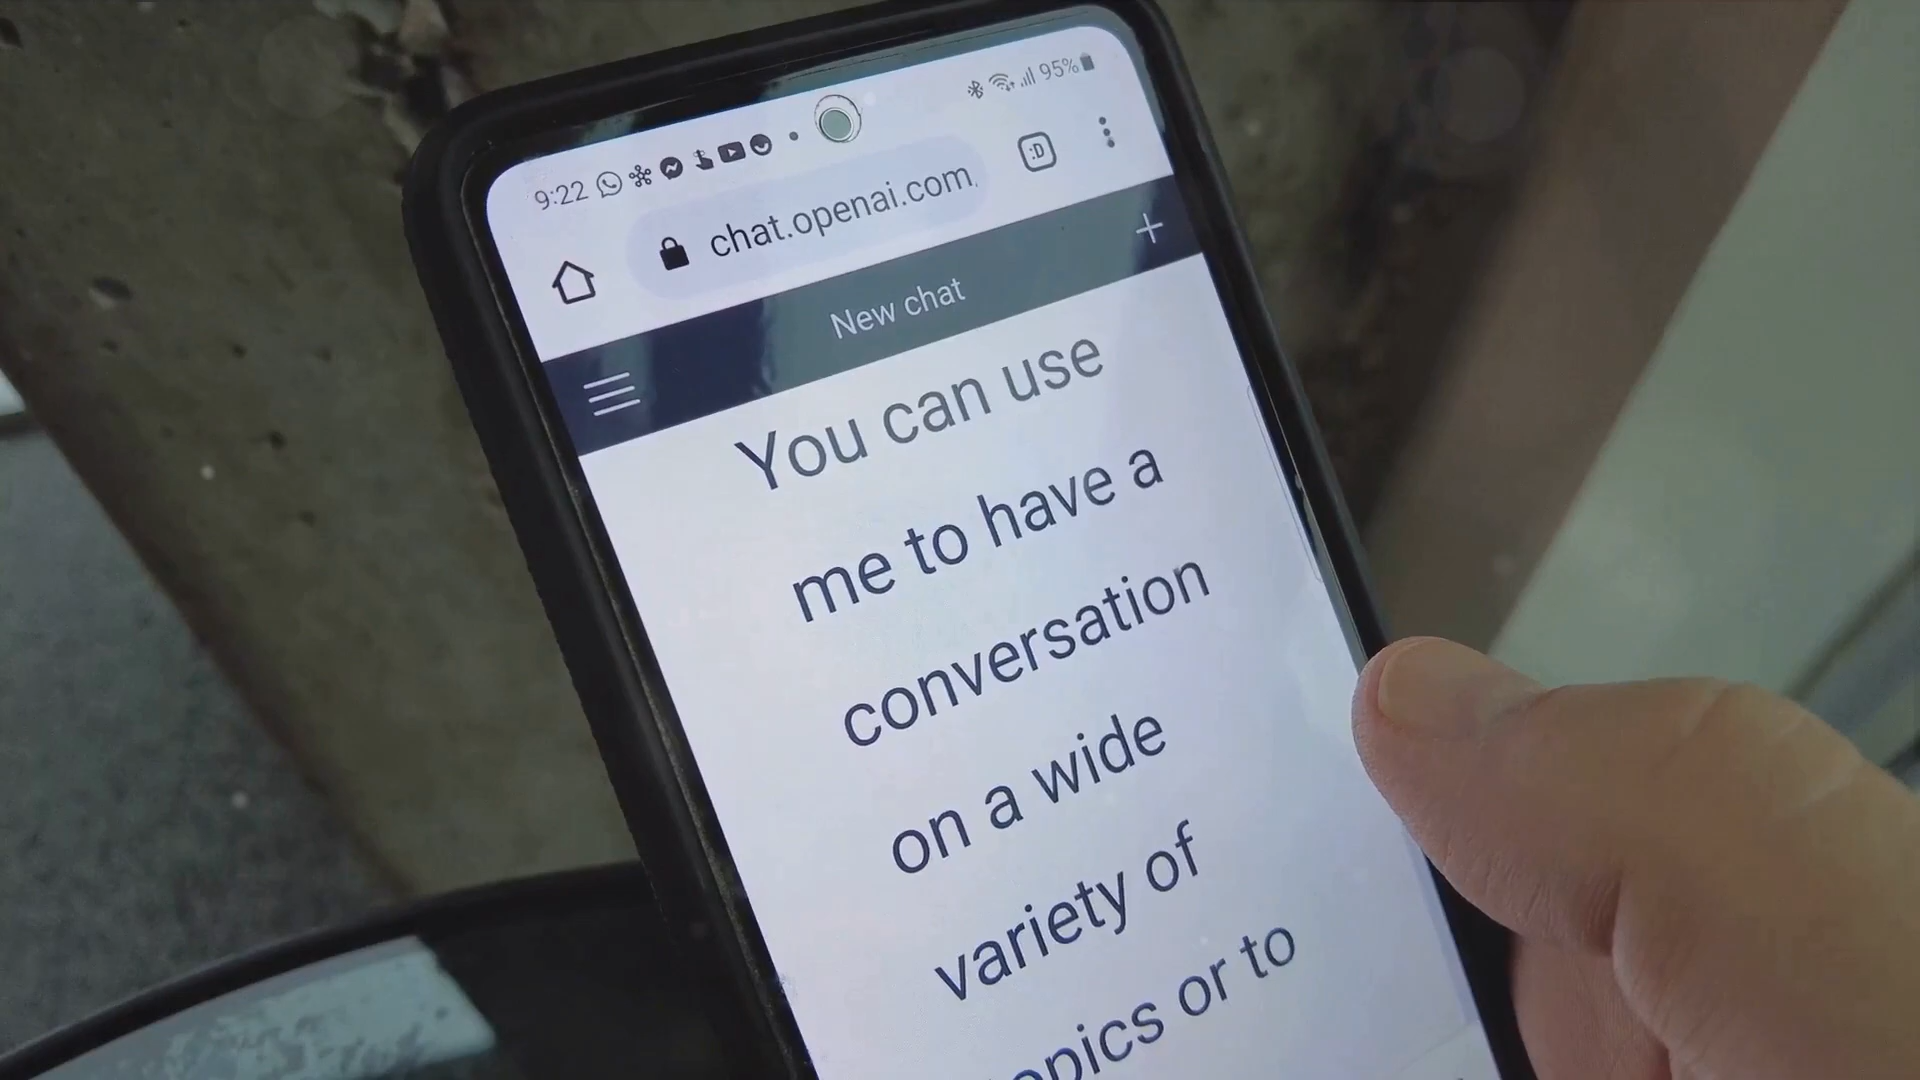 9:22 95%
chat.openai.com
:D
New chat
You can use
me to have a
conversation
on a wide
variety of
opics or to